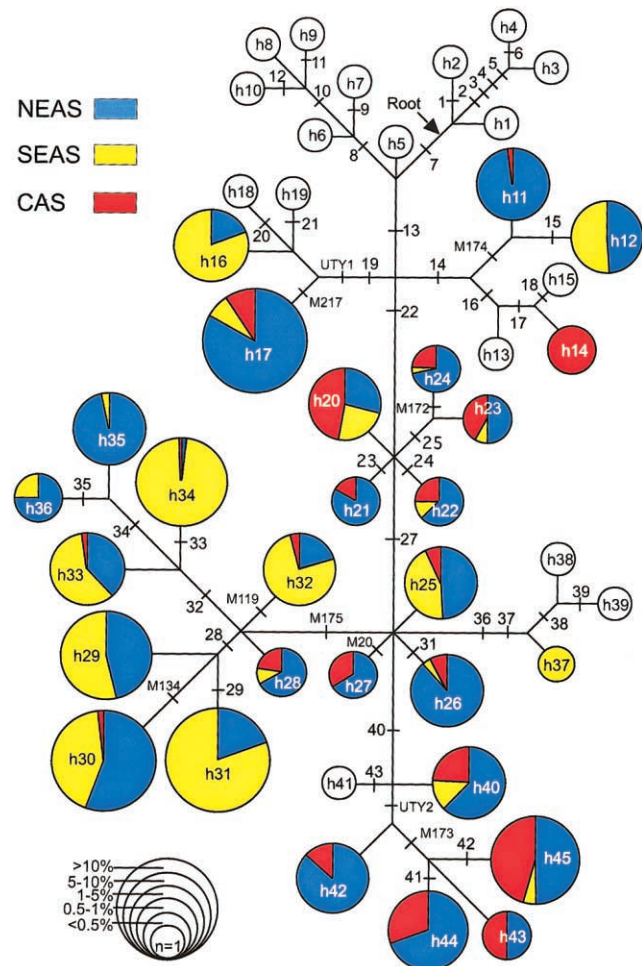 NEAS
SEAS
CAS
h8
h9
11
h10
12
10
h7
9
h6
8
h5
Root
7
h2
1
2
3
4
5
6
h4
h3
h1
13
h18
h19
20
21
h16
UTY1
19
M217
h17
14
22
h11
M174
15
h12
16
h13
17
18
h15
h14
h24
M172
h23
h20
25
23
24
h21
h22
27
h35
h34
h36
35
34
33
h33
32
M119
h32
h25
M175
M20
31
h28
h27
h26
28
h29
M134
29
h30
h31
36
37
38
39
h38
h39
h37
40
h41
43
h40
UTY2
M173
42
h45
h42
41
h44
h43
>10%
5-10%
1-5%
0.5-1%
<0.5%
n=1